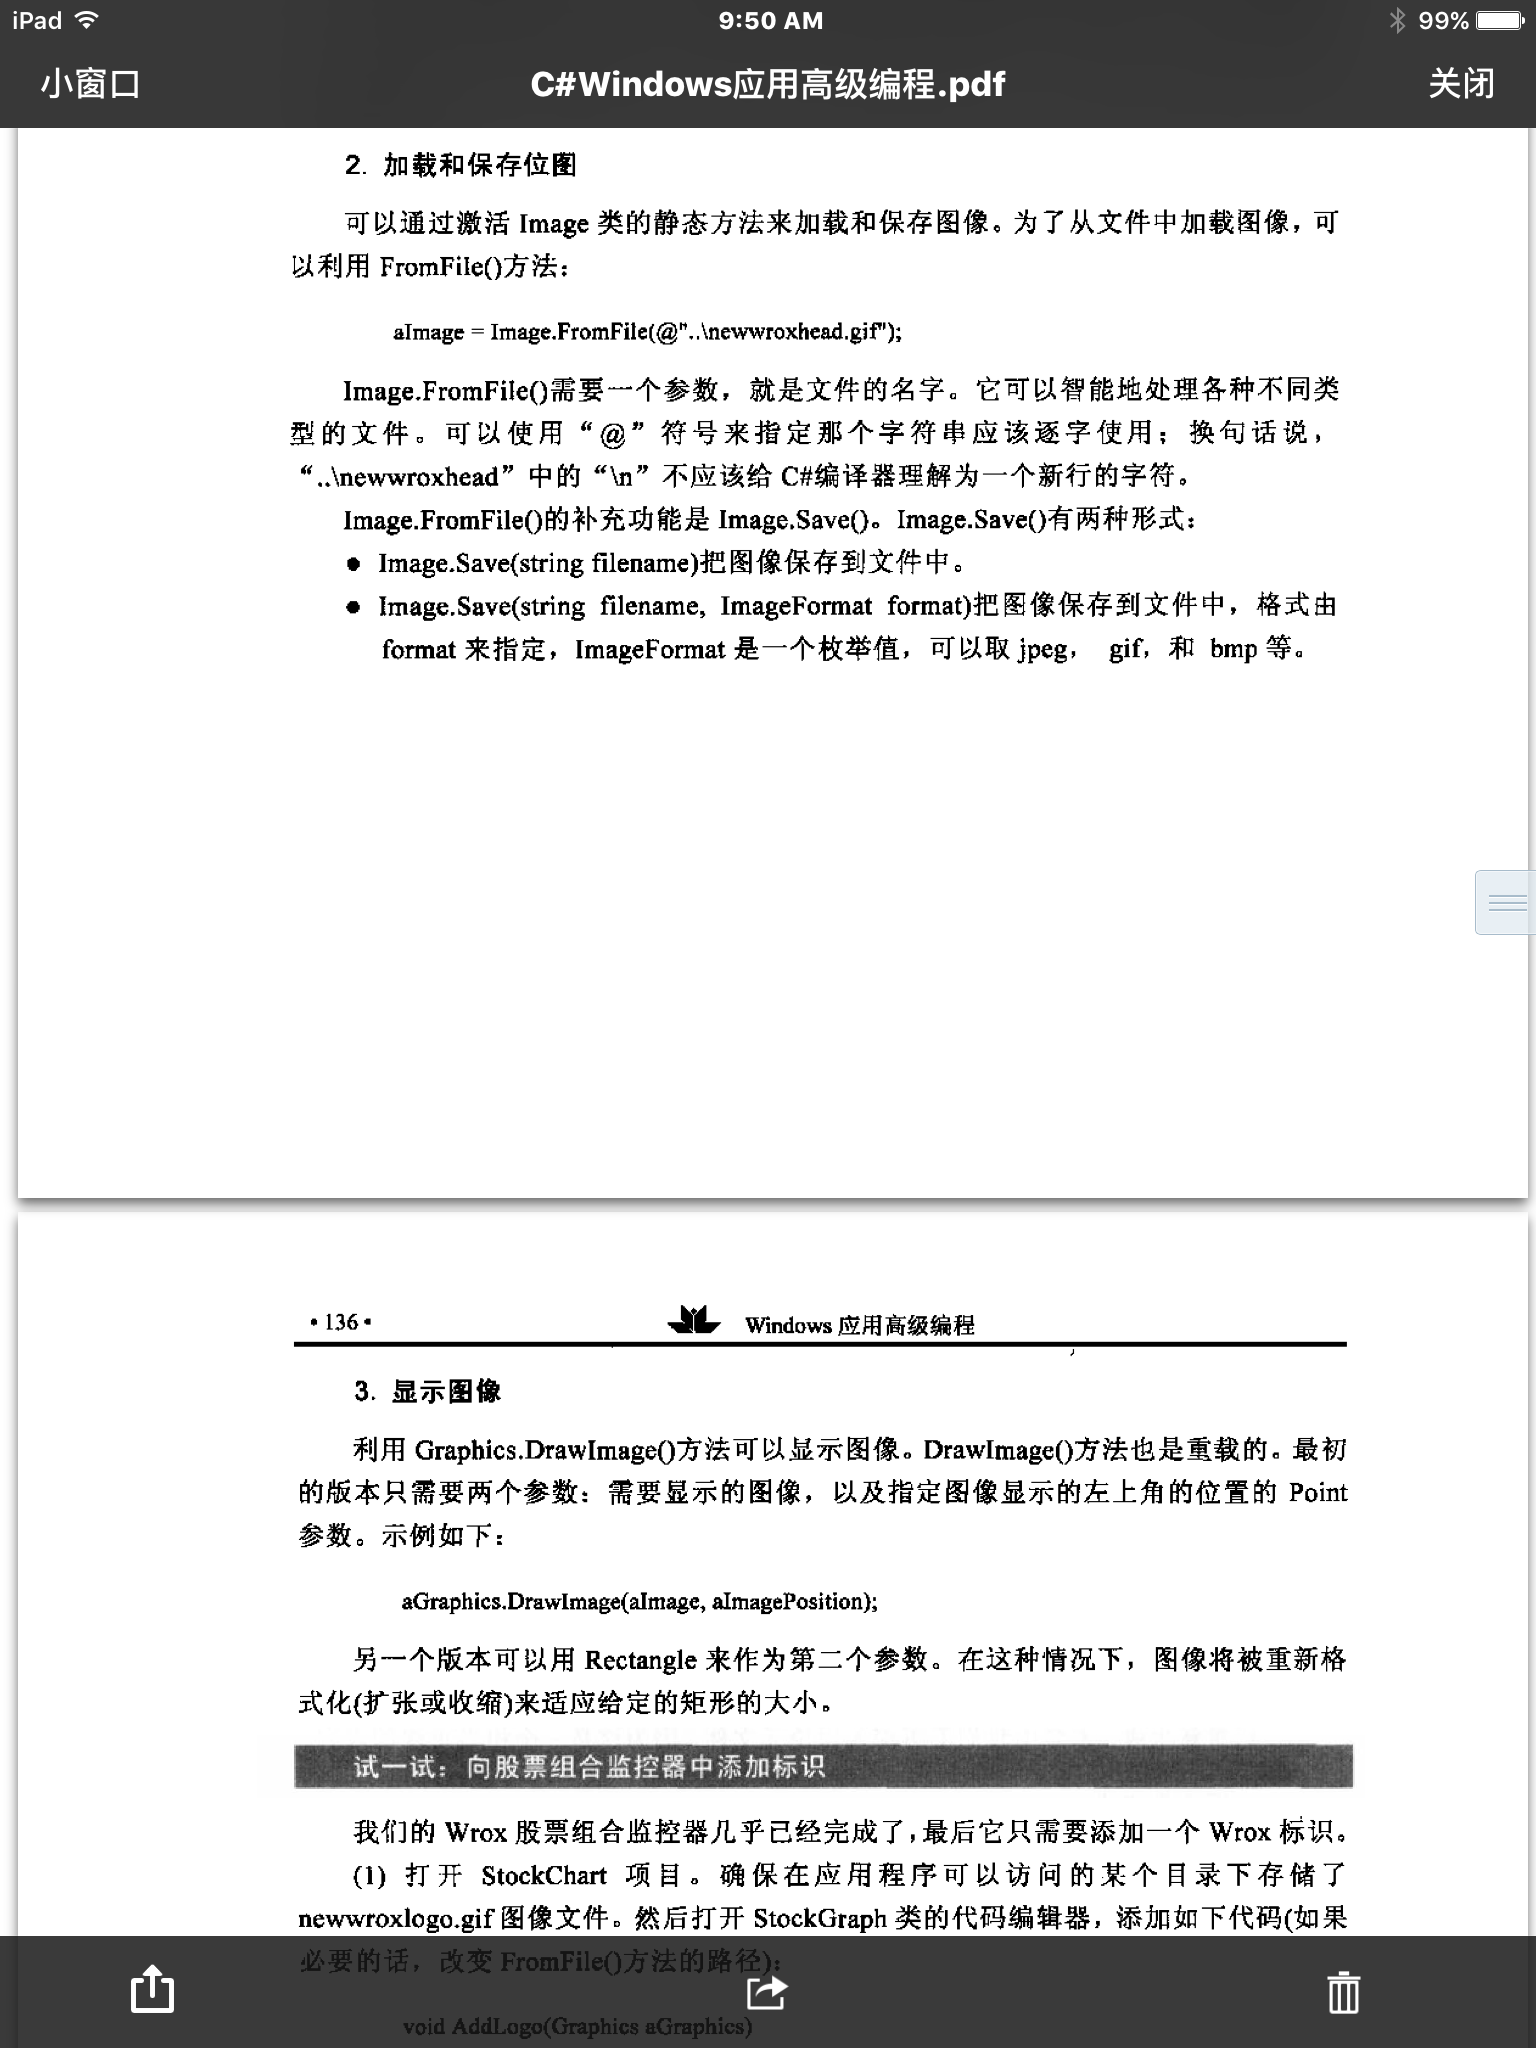 iPad
9:50 AM
99%
小窗口
C#Windows应用高级编程.pdf
关闭
2. 加载和保存位图
可以通过激活 Image 类的静态方法来加载和保存图像。为了从文件中加载图像，可
以利用 FromFile()方法：
aImage = Image.FromFile(@"..\newwroxhead.gif");
Image.FromFile()需要一个参数，就是文件的名字。它可以智能地处理各种不同类
型的文件。可以使用“@”符号来指定那个字符串应该逐字使用；换句话说，
“..\newwroxhead”中的“\n”不应该给 C#编译器理解为一个新行的字符。
Image.FromFile()的补充功能是 Image.Save()。Image.Save()有两种形式：
● Image.Save(string filename)把图像保存到文件中。
● Image.Save(string filename, ImageFormat format)把图像保存到文件中，格式由
format 来指定，ImageFormat 是一个枚举值，可以取 jpeg， gif，和 bmp 等。
• 136 •
Windows 应用高级编程
3. 显示图像
利用 Graphics.DrawImage()方法可以显示图像。DrawImage()方法也是重载的。最初
的版本只需要两个参数：需要显示的图像，以及指定图像显示的左上角的位置的 Point
参数。示例如下：
aGraphics.DrawImage(aImage, aImagePosition);
另一个版本可以用 Rectangle 来作为第二个参数。在这种情况下，图像将被重新格
式化(扩张或收缩)来适应给定的矩形的大小。
试一试：向股票组合监控器中添加标识
我们的 Wrox 股票组合监控器几乎已经完成了，最后它只需要添加一个 Wrox 标识。
(1) 打开 StockChart 项目。确保在应用程序可以访问的某个目录下存储了
newwroxlogo.gif 图像文件。然后打开 StockGraph 类的代码编辑器，添加如下代码(如果
必要的话，改变 FromFile()方法的路径)：
void AddLogo(Graphics aGraphics)